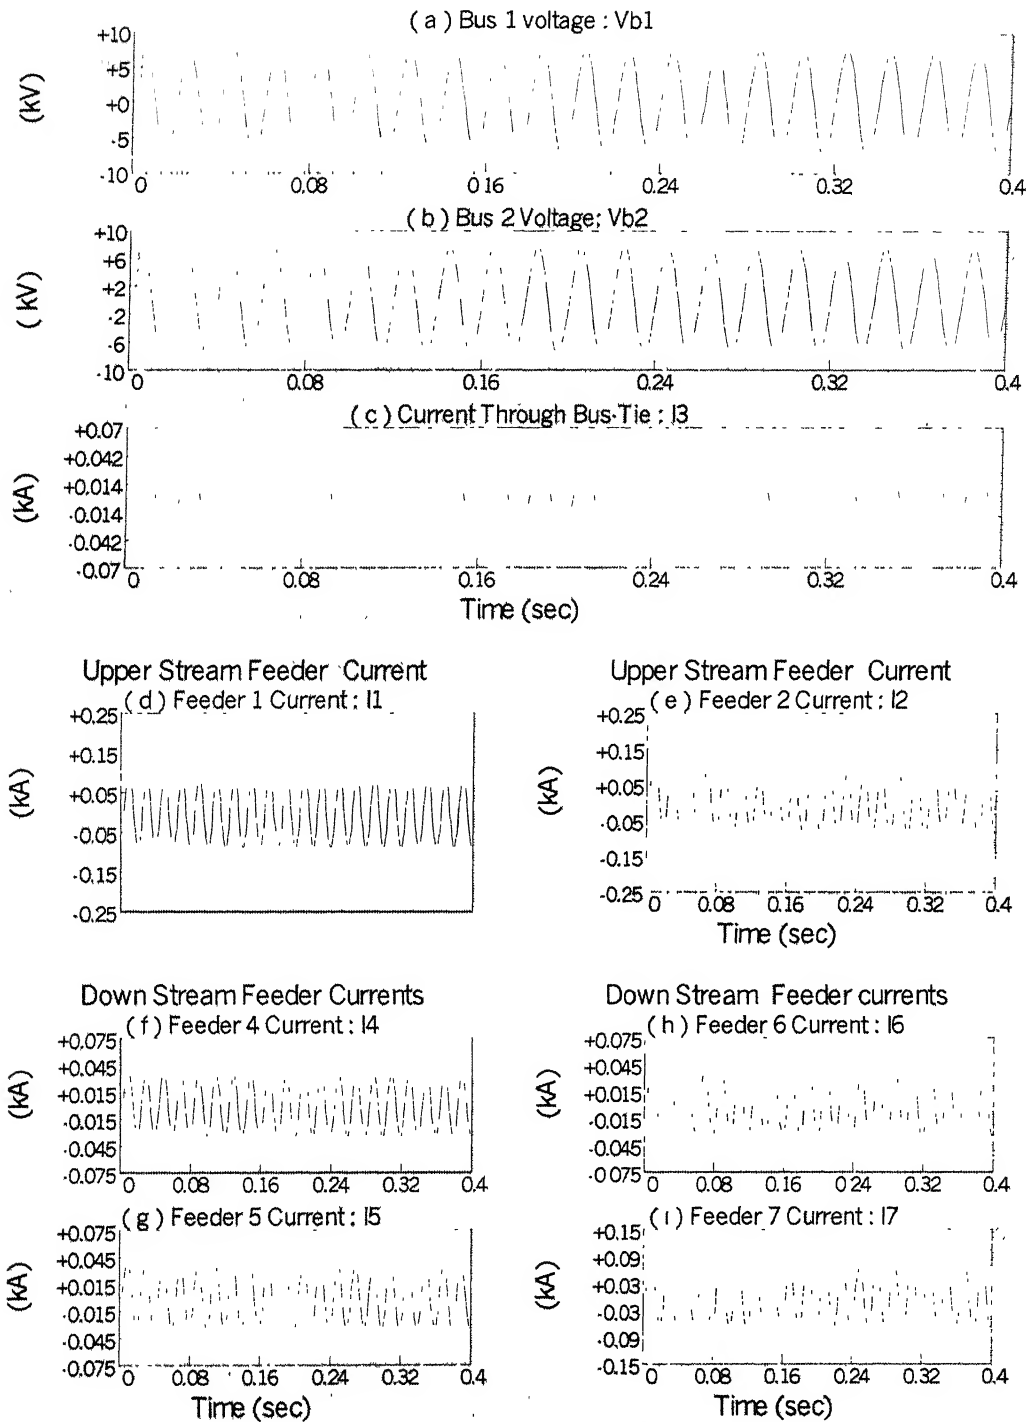 ( a ) Bus 1 voltage : Vb1
+10
+5
+0
-5
-10
(kV)
0 0.08 0.16 0.24 0.32 0.4
( b ) Bus 2 Voltage; Vb2
+10
+6
+2
-2
-6
-10
( kV)
0 0.08 0.16 0.24 0.32 0.4
( c ) Current Through Bus-Tie : I3
+0.07
+0.042
+0.014
-0.014
-0.042
-0.07
(kA)
0 0.08 0.16 0.24 0.32 0.4
Time (sec)
Upper Stream Feeder Current
( d ) Feeder 1 Current : I1
+0.25
+0.15
+0.05
-0.05
-0.15
-0.25
(kA)
Upper Stream Feeder Current
( e ) Feeder 2 Current : I2
+0.25
+0.15
+0.05
-0.05
-0.15
-0.25
(kA)
0 0.08 0.16 0.24 0.32 0.4
Time (sec)
Down Stream Feeder Currents
( f ) Feeder 4 Current : I4
+0.075
+0.045
+0.015
-0.015
-0.045
-0.075
(kA)
0 0.08 0.16 0.24 0.32 0.4
( g ) Feeder 5 Current : I5
+0.075
+0.045
+0.015
-0.015
-0.045
-0.075
(kA)
0 0.08 0.16 0.24 0.32 0.4
Time (sec)
Down Stream Feeder currents
( h ) Feeder 6 Current : I6
+0.075
+0.045
+0.015
-0.015
-0.045
-0.075
(kA)
0 0.08 0.16 0.24 0.32 0.4
( i ) Feeder 7 Current : I7
+0.15
+0.09
+0.03
-0.03
-0.09
-0.15
(kA)
0 0.08 0.16 0.24 0.32 0.4
Time (sec)